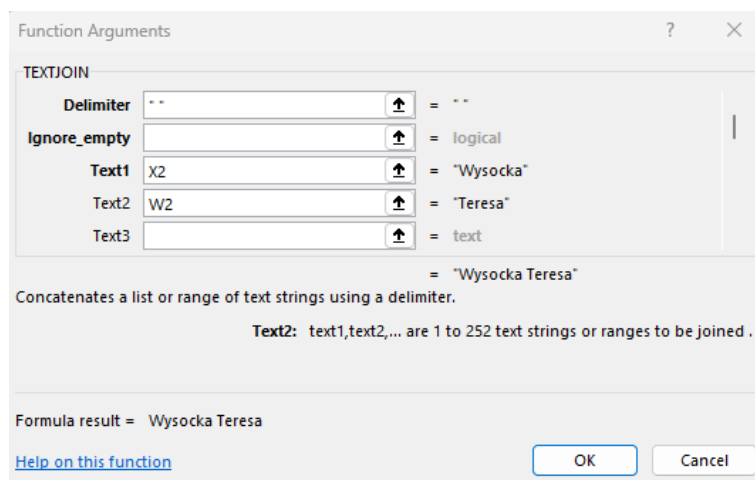 Function Arguments ? ×
TEXTJOIN
Delimiter " " = " "
Ignore_empty = logical
Text1 X2 = "Wysocka"
Text2 W2 = "Teresa"
Text3 = text
= "Wysocka Teresa"
Concatenates a list or range of text strings using a delimiter.
Text2: text1,text2,... are 1 to 252 text strings or ranges to be joined .
Formula result = Wysocka Teresa
Help on this function OK Cancel